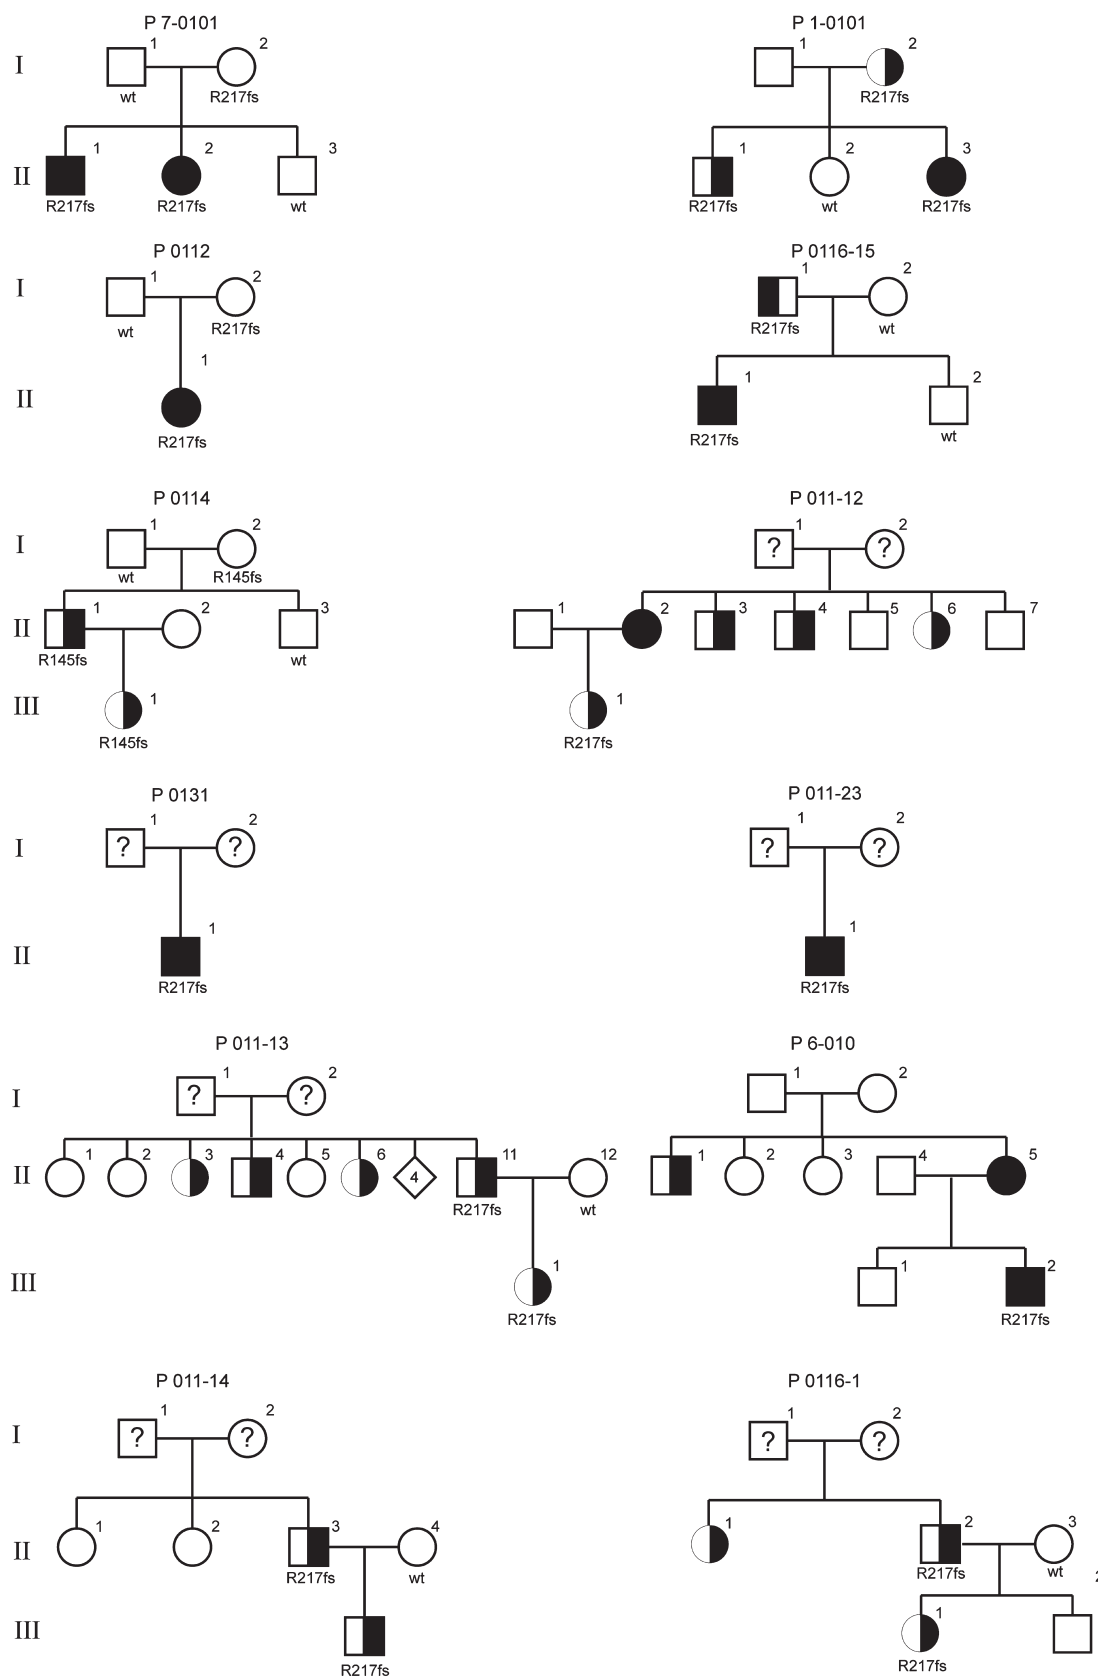 P 7-0101 P 1-0101
I 1 2 1 2
wt R217fs R217fs
II 1 2 3 1 2 3
R217fs R217fs wt R217fs wt R217fs
P 0112 P 0116-15
I 1 2 1 2
wt R217fs R217fs wt
1
II 1 2
R217fs R217fs wt
P 0114 P 011-12
I 1 2 ? 1 ? 2
wt R145fs
II 1 2 3 1 2 3 4 5 6 7
R145fs wt
III 1 1
R145fs R217fs
P 0131 P 011-23
I ? 1 ? 2 ? 1 ? 2
II 1 1
R217fs R217fs
P 011-13 P 6-010
I ? 1 ? 2 1 2
II 1 2 3 4 5 6 4 11 12 1 2 3 4 5
R217fs wt
III 1 1 2
R217fs R217fs
P 011-14 P 0116-1
I ? 1 ? 2 ? 1 ? 2
II 1 2 3 4 1 2 3
R217fs wt R217fs wt
III 1
R217fs R217fs